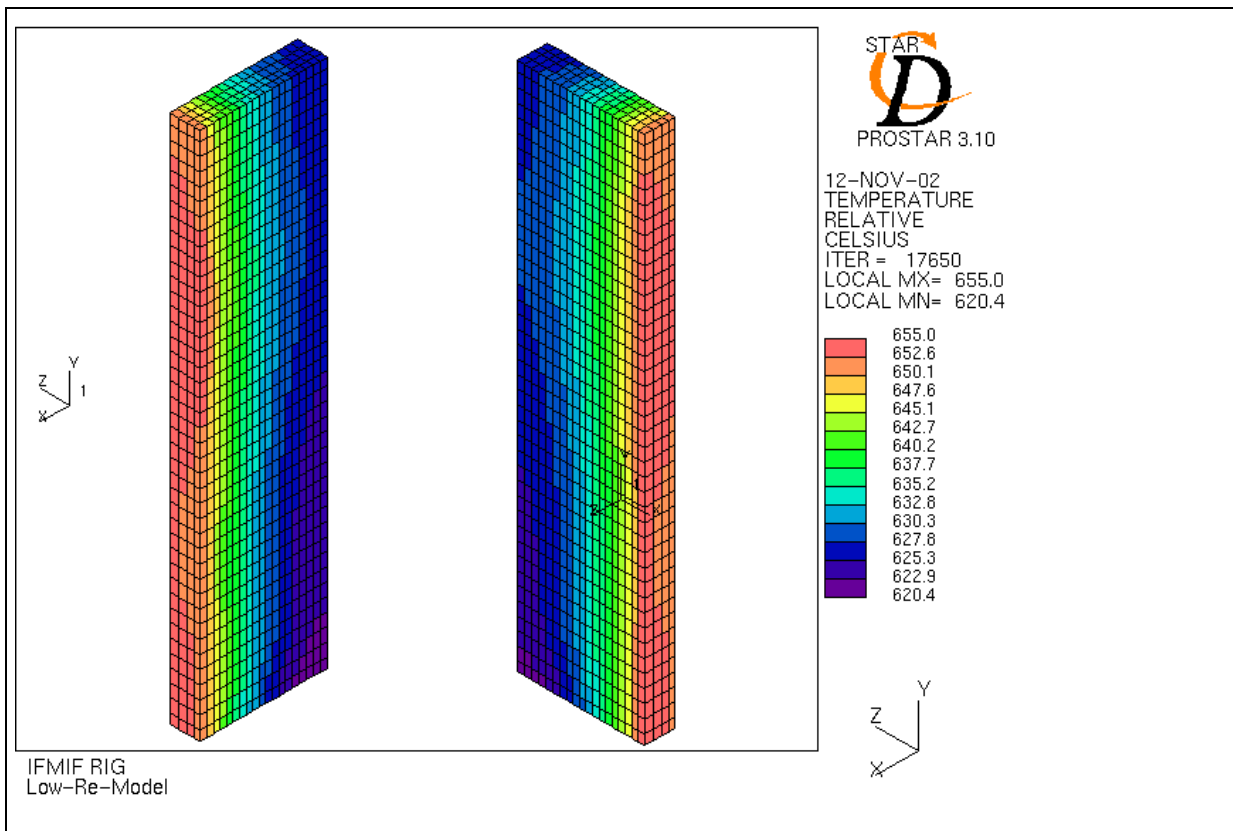 STAR
CD
PROSTAR 3.10
12-NOV-02
TEMPERATURE
RELATIVE
CELSIUS
ITER = 17650
LOCAL MX= 655.0
LOCAL MN= 620.4
655.0
652.6
650.1
647.6
645.1
642.7
640.2
637.7
635.2
632.8
630.3
627.8
625.3
622.9
620.4
Y
Z
1
X
Y
1
Z
X
Y
Z
X
IFMIF RIG
Low-Re-Model